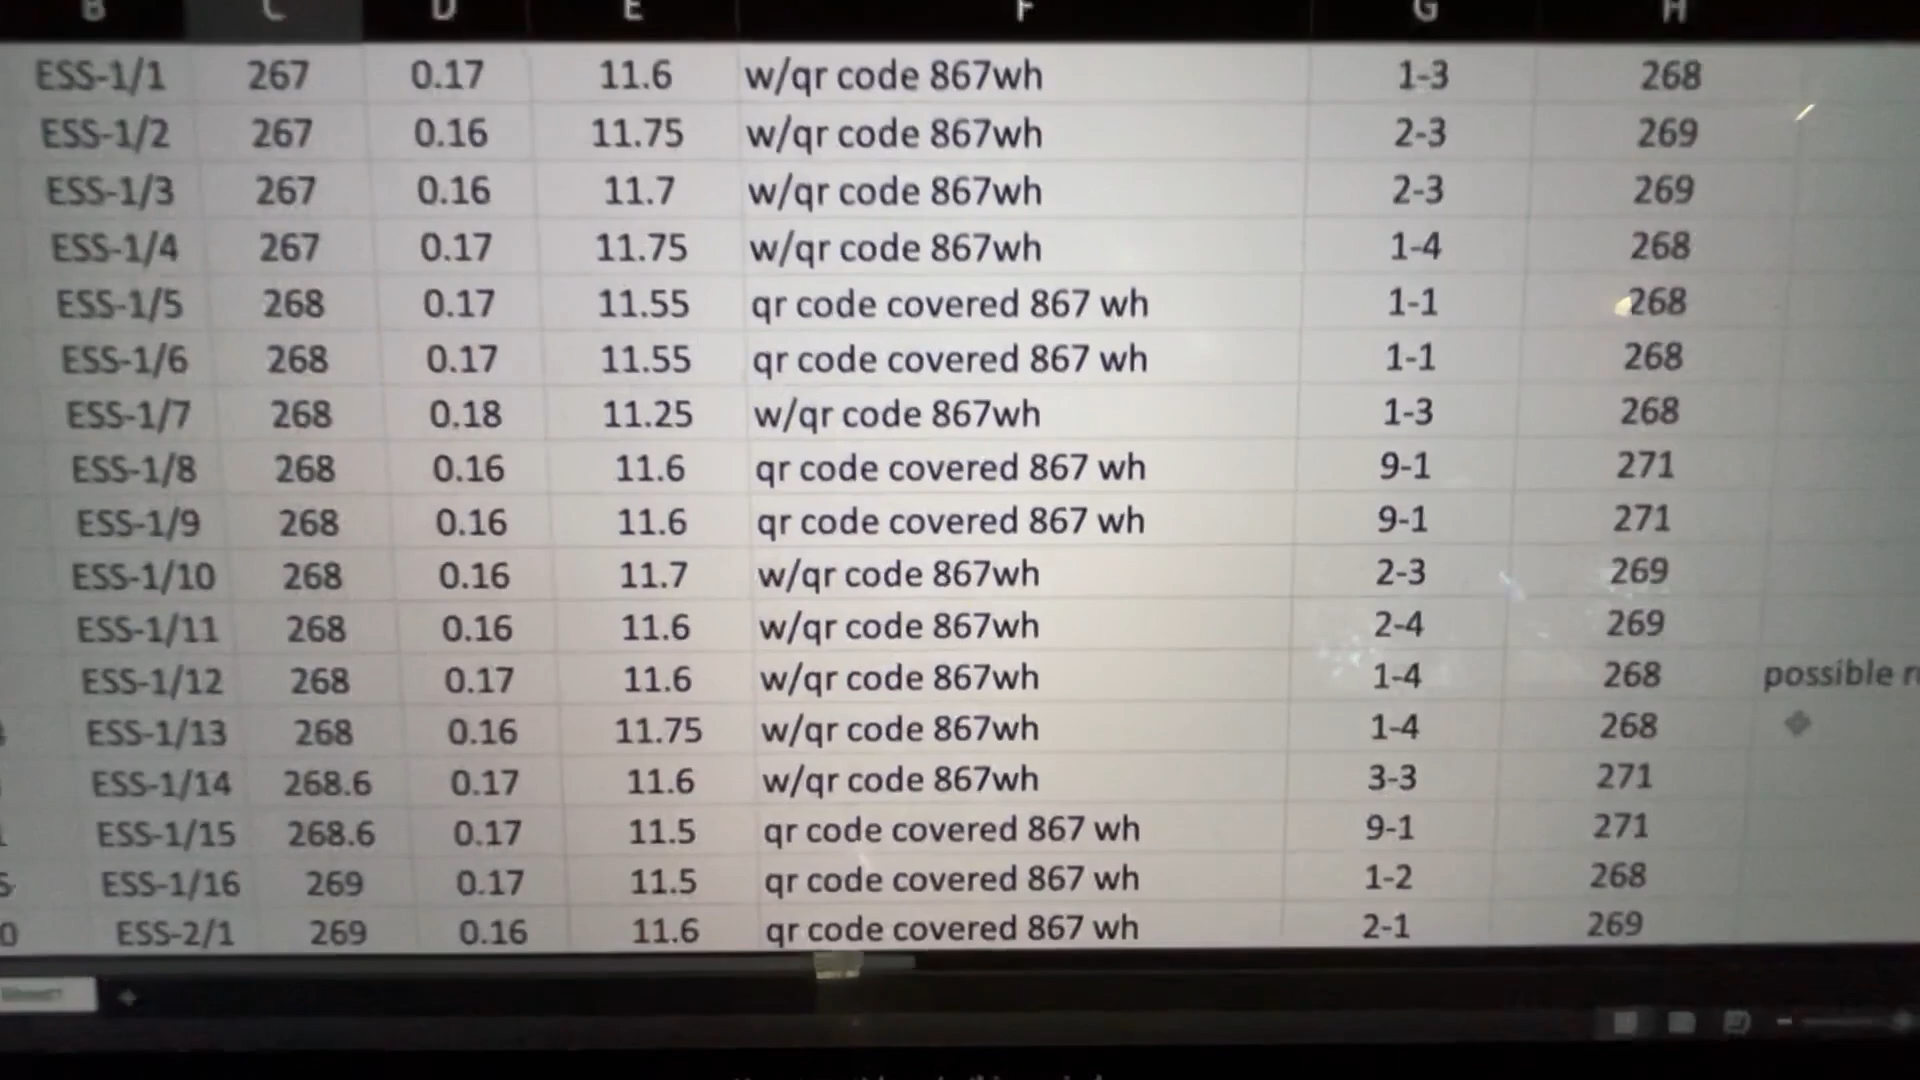 B C D E F G H
ESS-1/1 267 0.17 11.6 w/qr code 867wh 1-3 268
ESS-1/2 267 0.16 11.75 w/qr code 867wh 2-3 269
ESS-1/3 267 0.16 11.7 w/qr code 867wh 2-3 269
ESS-1/4 267 0.17 11.75 w/qr code 867wh 1-4 268
ESS-1/5 268 0.17 11.55 qr code covered 867 wh 1-1 268
ESS-1/6 268 0.17 11.55 qr code covered 867 wh 1-1 268
ESS-1/7 268 0.18 11.25 w/qr code 867wh 1-3 268
ESS-1/8 268 0.16 11.6 qr code covered 867 wh 9-1 271
ESS-1/9 268 0.16 11.6 qr code covered 867 wh 9-1 271
ESS-1/10 268 0.16 11.7 w/qr code 867wh 2-3 269
ESS-1/11 268 0.16 11.6 w/qr code 867wh 2-4 269
ESS-1/12 268 0.17 11.6 w/qr code 867wh 1-4 268 possible
ESS-1/13 268 0.16 11.75 w/qr code 867wh 1-4 268
ESS-1/14 268.6 0.17 11.6 w/qr code 867wh 3-3 271
ESS-1/15 268.6 0.17 11.5 qr code covered 867 wh 9-1 271
ESS-1/16 269 0.17 11.5 qr code covered 867 wh 1-2 268
0 ESS-2/1 269 0.16 11.6 qr code covered 867 wh 2-1 269